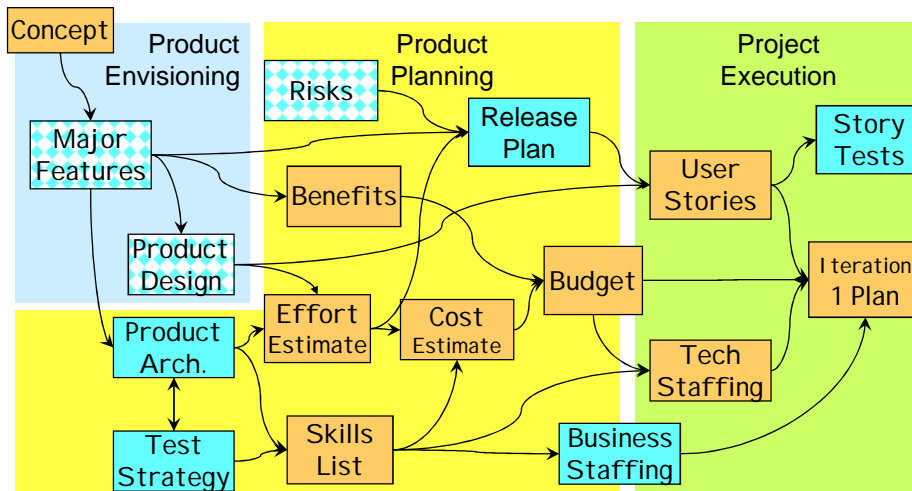 Concept
Product
Envisioning
Product
Planning
Project
Execution
Risks
Major
Features
Release
Plan
Story
Tests
User
Stories
Benefits
Product
Design
Budget
Iteration
1 Plan
Effort
Estimate
Cost
Estimate
Product
Arch.
Tech
Staffing
Test
Strategy
Skills
List
Business
Staffing